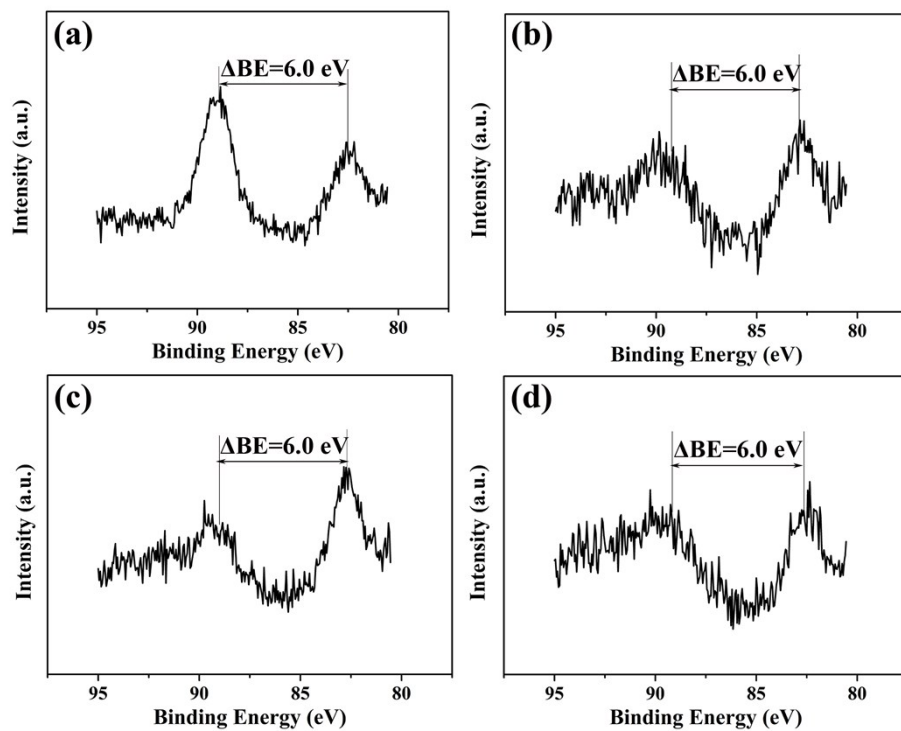 (a)
ΔBE=6.0 eV
Intensity (a.u.)
95 90 85 80
Binding Energy (eV)
(b)
ΔBE=6.0 eV
Intensity (a.u.)
95 90 85 80
Binding Energy (eV)
(c)
ΔBE=6.0 eV
Intensity (a.u.)
95 90 85 80
Binding Energy (eV)
(d)
ΔBE=6.0 eV
Intensity (a.u.)
95 90 85 80
Binding Energy (eV)